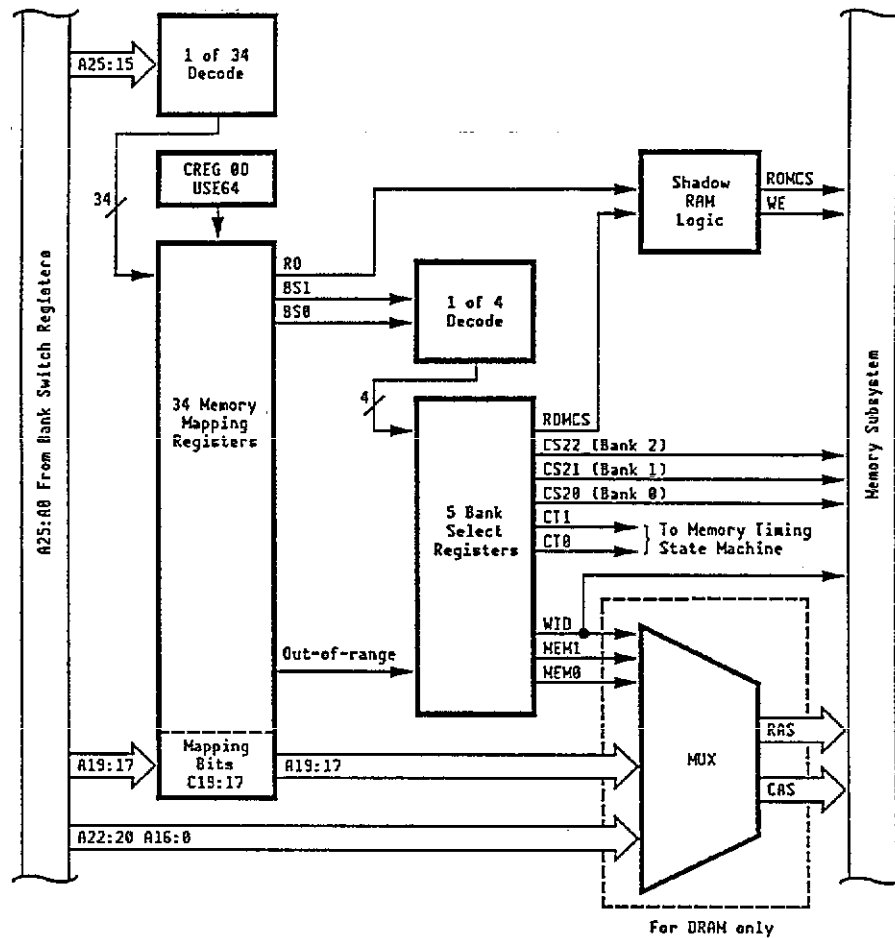 A25:A0 From Bank Switch Registers
A25:15
1 of 34
Decode
34
CREG 0D
USE64
34 Memory
Mapping
Registers
RO
BS1
BS0
1 of 4
Decode
4
Shadow
RAM
Logic
ROMCS
WE
5 Bank
Select
Registers
ROMCS
CS22 (Bank 2)
CS21 (Bank 1)
CS20 (Bank 0)
CT1
CT0
To Memory Timing
State Machine
WID
MEM1
MEM0
Out-of-range
A19:17
Mapping
Bits
C19:17
A19:17
A22:20 A16:0
MUX
RAS
CAS
For DRAM only
Memory Subsystem